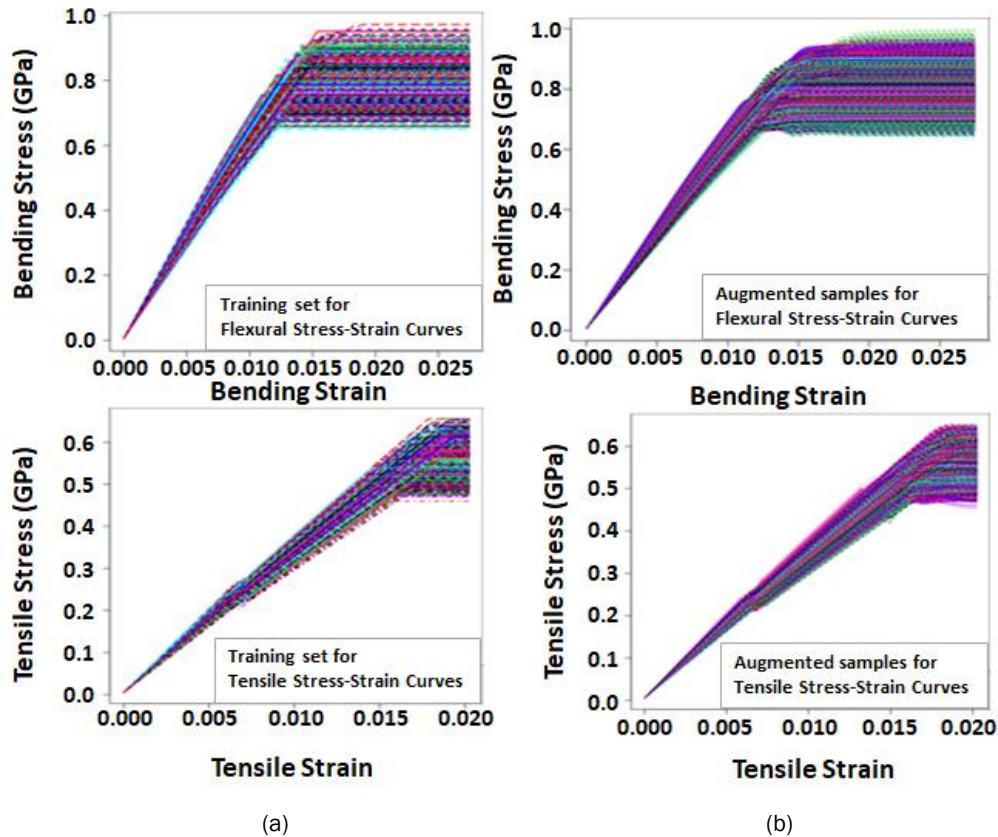 Bending Stress (GPa)
1.0
0.8
0.6
0.4
0.2
0.0
Training set for
Flexural Stress-Strain Curves
0.000 0.005 0.010 0.015 0.020 0.025
Bending Strain
Bending Stress (GPa)
1.0
0.8
0.6
0.4
0.2
0.0
Augmented samples for
Flexural Stress-Strain Curves
0.000 0.005 0.010 0.015 0.020 0.025
Bending Strain
Tensile Stress (GPa)
0.6
0.5
0.4
0.3
0.2
0.1
0.0
Training set for
Tensile Stress-Strain Curves
0.000 0.005 0.010 0.015 0.020
Tensile Strain
Tensile Stress (GPa)
0.6
0.5
0.4
0.3
0.2
0.1
0.0
Augmented samples for
Tensile Stress-Strain Curves
0.000 0.005 0.010 0.015 0.020
Tensile Strain
(a)
(b)